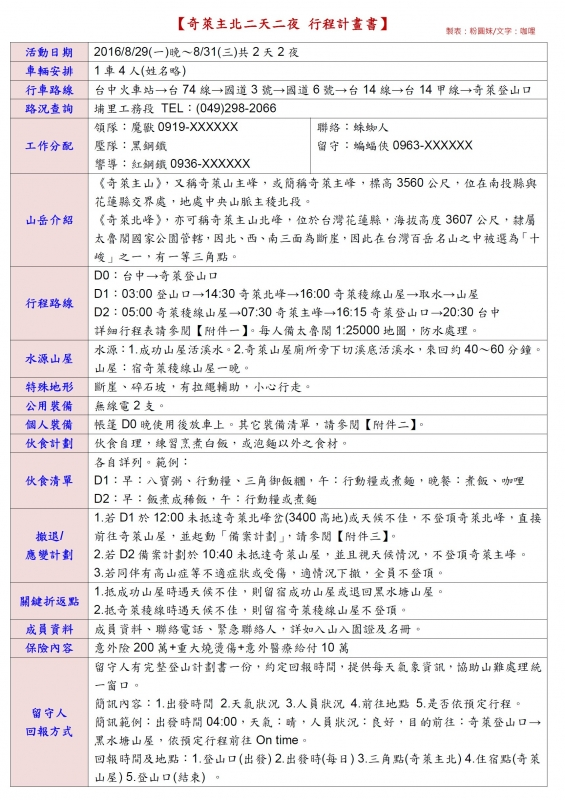 【奇萊主北二天二夜 行程計畫書】
製表：粉圓妹/文字：咖哩
活動日期 2016/8/29(一)晚～8/31(三)共 2 天 2 夜
車輛安排 1 車 4 人(姓名略)
行車路線 台中火車站→台 74 線→國道 3 號→國道 6 號→台 14 線→台 14 甲線→奇萊登山口
路況查詢 埔里工務段 TEL：(049)298-2066
工作分配
領隊：魔獸 0919-XXXXXX
壓隊：黑鋼鐵
嚮導：紅鋼鐵 0936-XXXXXX
聯絡：蛛蜘人
留守：蝙蝠俠 0963-XXXXXX
山岳介紹
《奇萊主山》，又稱奇萊山主峰，或簡稱奇萊主峰，標高 3560 公尺，位在南投縣與
花蓮縣交界處，地處中央山脈主稜北段。
《奇萊北峰》，亦可稱奇萊主山北峰，位於台灣花蓮縣，海拔高度 3607 公尺，隸屬
太魯閣國家公園管轄，因北、西、南三面為斷崖，因此在台灣百岳名山之中被選為「十
峻」之一，有一等三角點。
行程路線
D0：台中→奇萊登山口
D1：03:00 登山口→14:30 奇萊北峰→16:00 奇萊稜線山屋→取水→山屋
D2：05:00 奇萊稜線山屋→07:30 奇萊主峰→16:15 奇萊登山口→20:30 台中
詳細行程表請參閱【附件一】。每人備太魯閣 1:25000 地圖，防水處理。
水源山屋
水源：1.成功山屋活溪水。2.奇萊山屋廁所旁下切溪底活溪水，來回約 40～60 分鐘。
山屋：宿奇萊稜線山屋一晚。
特殊地形 斷崖、碎石坡，有拉繩輔助，小心行走。
公用裝備 無線電 2 支。
個人裝備 帳篷 D0 晚使用後放車上。其它裝備清單，請參閱【附件二】。
伙食計劃 伙食自理，練習烹煮白飯，或泡麵以外之食材。
伙食清單
各自詳列。範例：
D1：早：八寶粥、行動糧、三角御飯糰，午：行動糧或煮麵，晚餐：煮飯、咖哩
D2：早：飯煮成稀飯，午：行動糧或煮麵
撤退/
應變計劃
1.若 D1 於 12:00 未抵達奇萊北峰岔(3400 高地)或天候不佳，不登頂奇萊北峰，直接
前往奇萊山屋，並起動「備案計劃」，請參閱【附件三】。
2.若 D2 備案計劃於 10:40 未抵達奇萊山屋，並且視天候情況，不登頂奇萊主峰。
3.若同伴有高山症等不適症狀或受傷，適情況下撤，全員不登頂。
關鍵折返點
1.抵成功山屋時遇天候不佳，則留宿成功山屋或退回黑水塘山屋。
2.抵奇萊稜線時遇天候不佳，則留宿奇萊稜線山屋不登頂。
成員資料 成員資料、聯絡電話、緊急聯絡人，詳如入山入園證及名冊。
保險內容 意外險 200 萬+重大燒燙傷+意外醫療給付 10 萬
留守人
回報方式
留守人有完整登山計劃書一份，約定回報時間，提供每天氣象資訊，協助山難處理統
一窗口。
簡訊內容：1.出發時間 2.天氣狀況 3.人員狀況 4.前往地點 5.是否依預定行程。
簡訊範例：出發時間 04:00，天氣：晴，人員狀況：良好，目的前往：奇萊登山口→
黑水塘山屋，依預定行程前往 On time。
回報時間及地點：1.登山口(出發) 2.出發時(每日) 3.三角點(奇萊主北) 4.住宿點(奇萊
山屋) 5.登山口(結束) 。